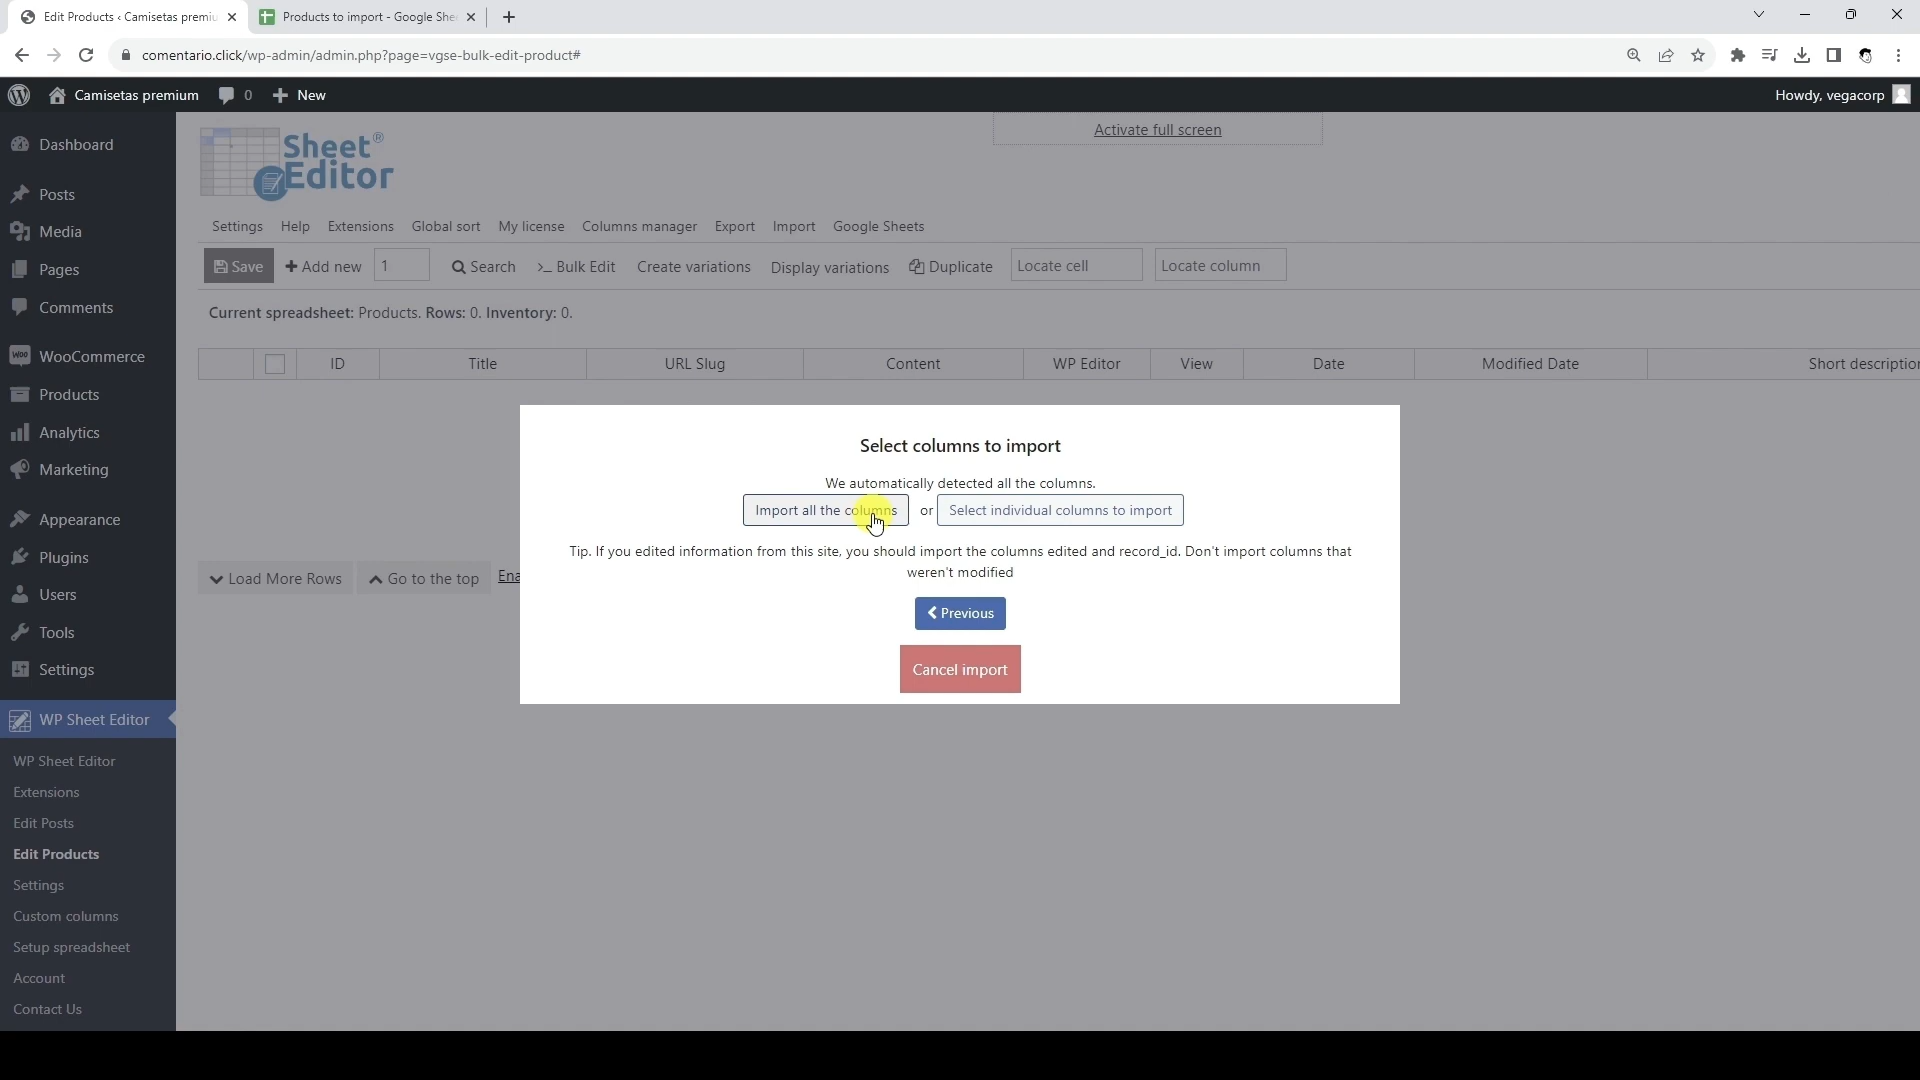 Edit Products ‹ Camisetas premiu
Products to import - Google She
comentario.click/wp-admin/admin.php?page=vgse-bulk-edit-product#
Camisetas premium 0 New
Howdy, vegacorp
Dashboard
Posts
Media
Pages
Comments
WooCommerce
Products
Analytics
Marketing
Appearance
Plugins
Users
Tools
Settings
WP Sheet Editor
WP Sheet Editor
Extensions
Edit Posts
Edit Products
Settings
Custom columns
Setup spreadsheet
Account
Contact Us
Sheet®
Editor
Activate full screen
Settings Help Extensions Global sort My license Columns manager Export Import Google Sheets
Save Add new 1 Search Bulk Edit Create variations Display variations Duplicate Locate cell Locate column
Current spreadsheet: Products. Rows: 0. Inventory: 0.
ID Title URL Slug Content WP Editor View Date Modified Date Short description
Select columns to import
We automatically detected all the columns.
Import all the columns or Select individual columns to import
Tip. If you edited information from this site, you should import the columns edited and record_id. Don't import columns that
weren't modified
Previous
Cancel import
Load More Rows Go to the top Ena